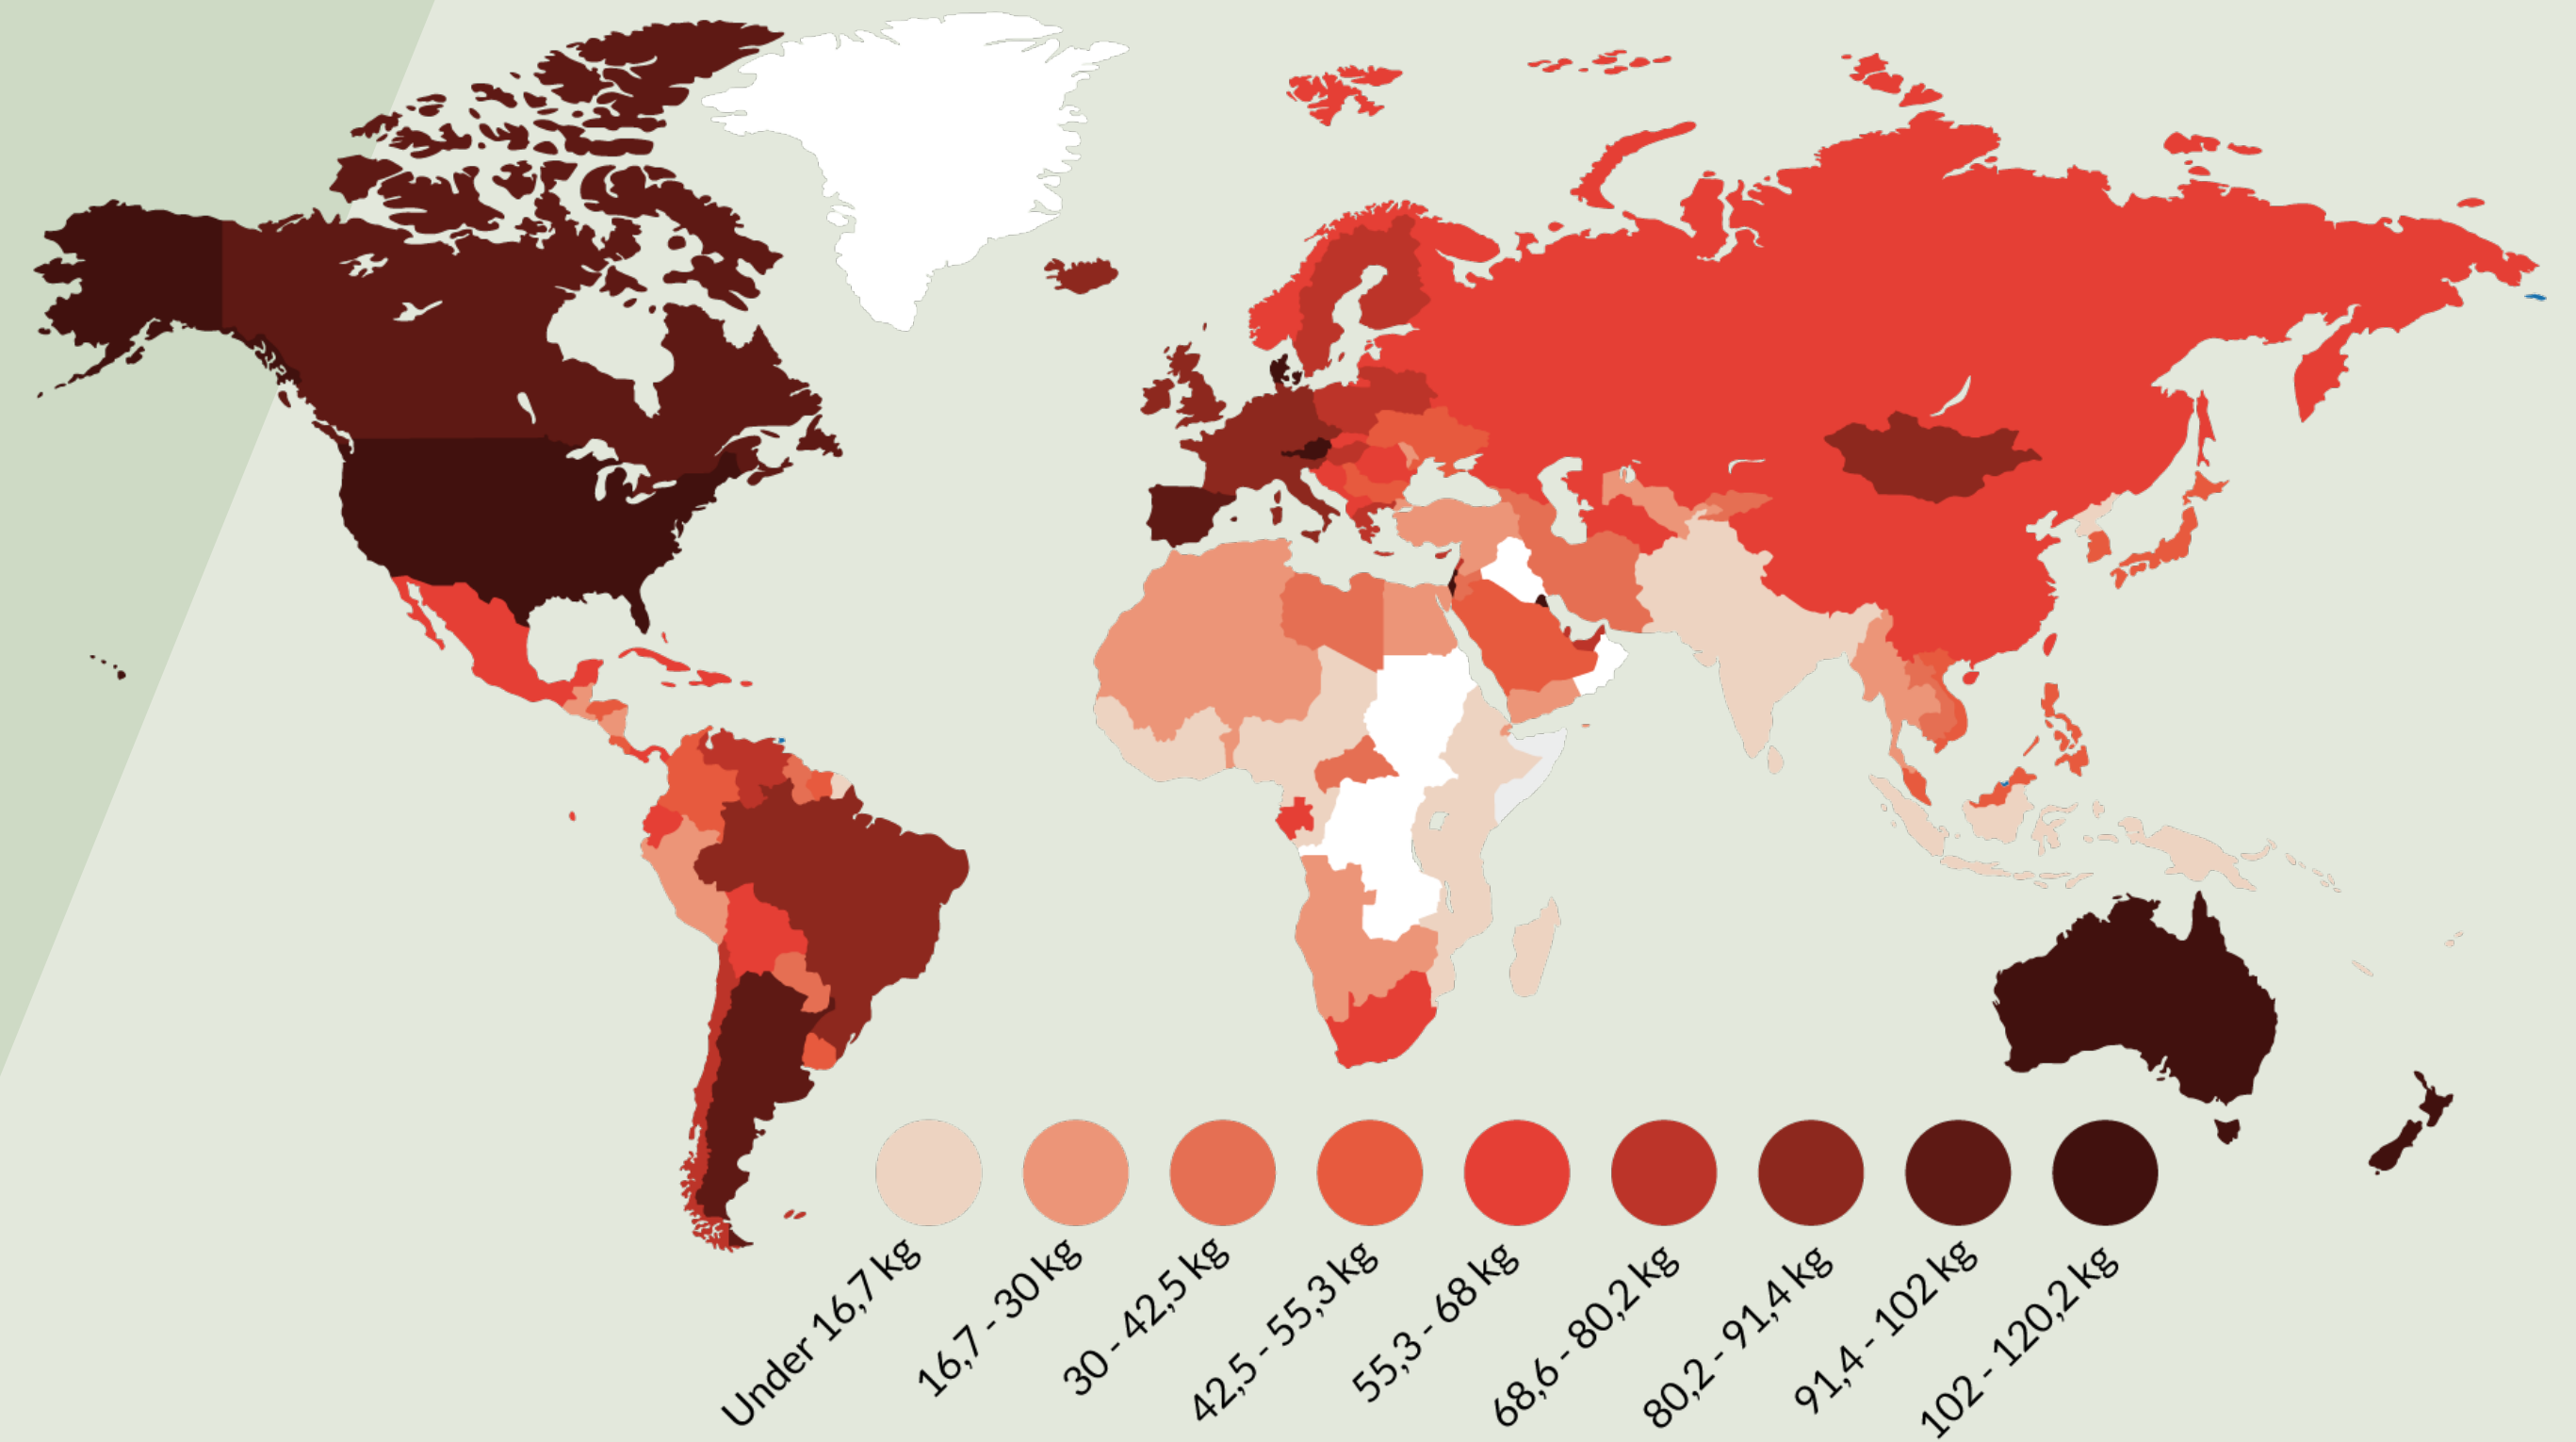 Under 16,7 kg
16,7 - 30 kg
30 - 42,5 kg
42,5 - 55,3 kg
55,3 - 68 kg
68,6 - 80,2 kg
80,2 - 91,4 kg
91,4 - 102 kg
102 - 120,2 kg